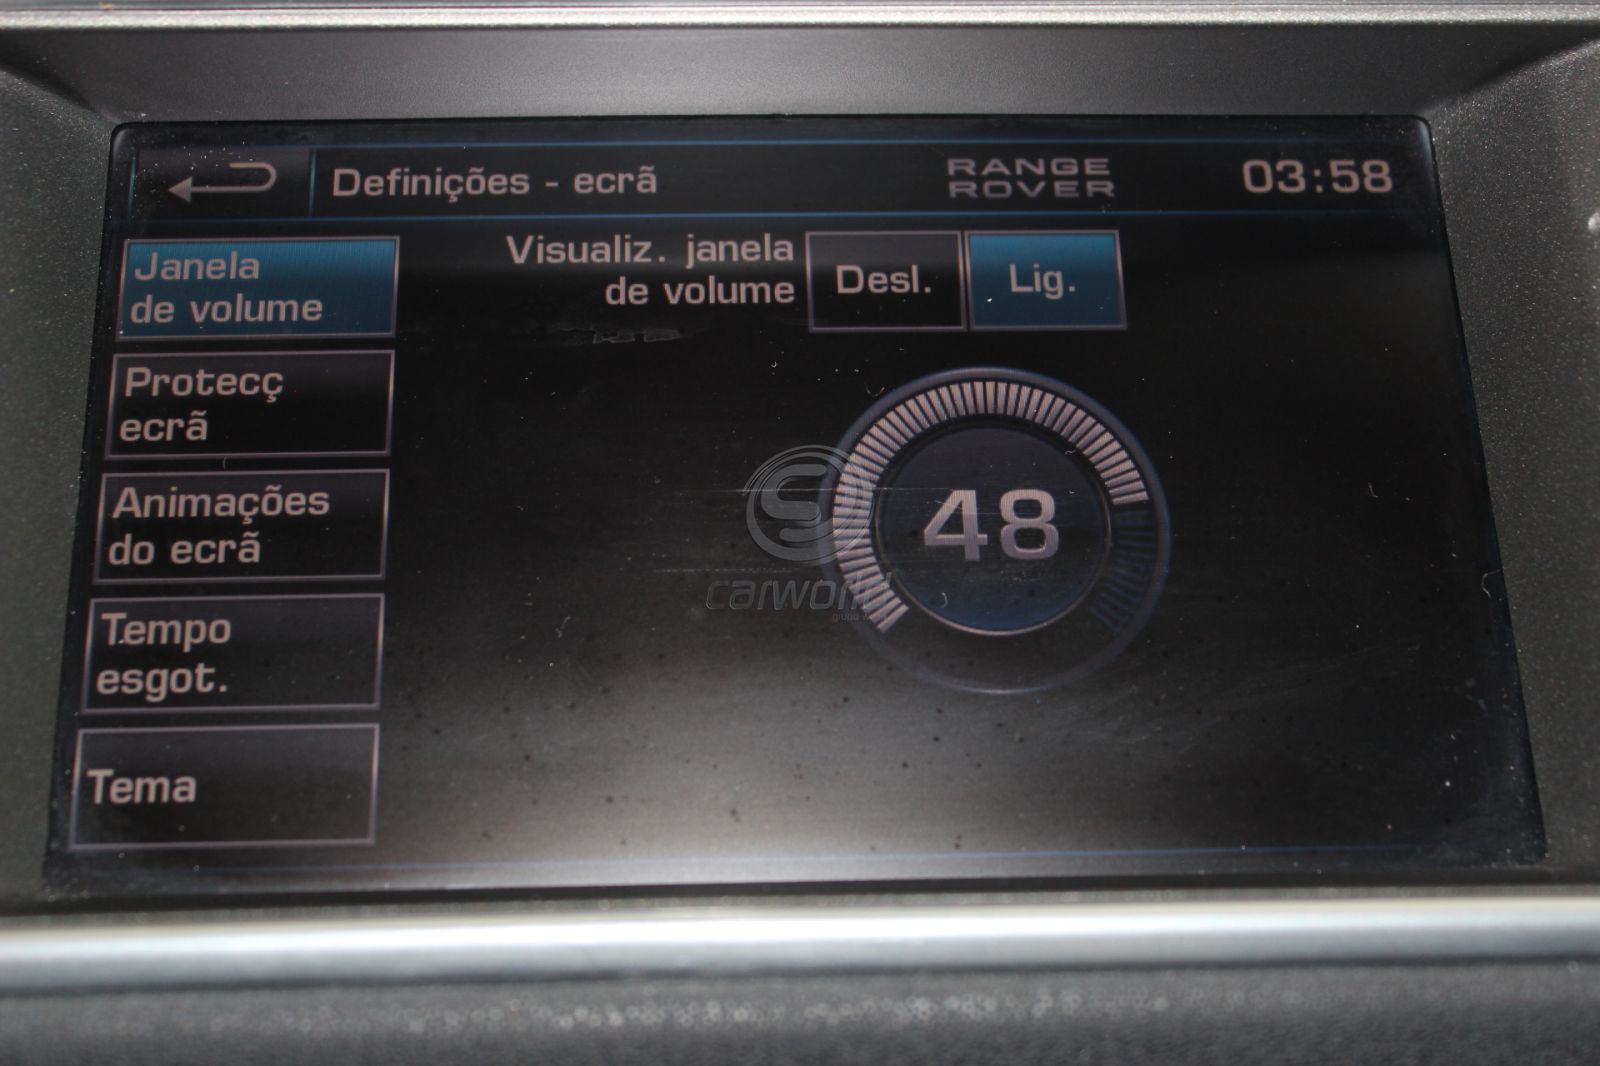 Definições - ecrã
RANGE
ROVER
03:58
Janela
de volume
Visualiz. janela
de volume
Desl.
Lig.
Protecç
ecrã
Animações
do ecrã
48
carworld
Tempo
esgot.
Tema